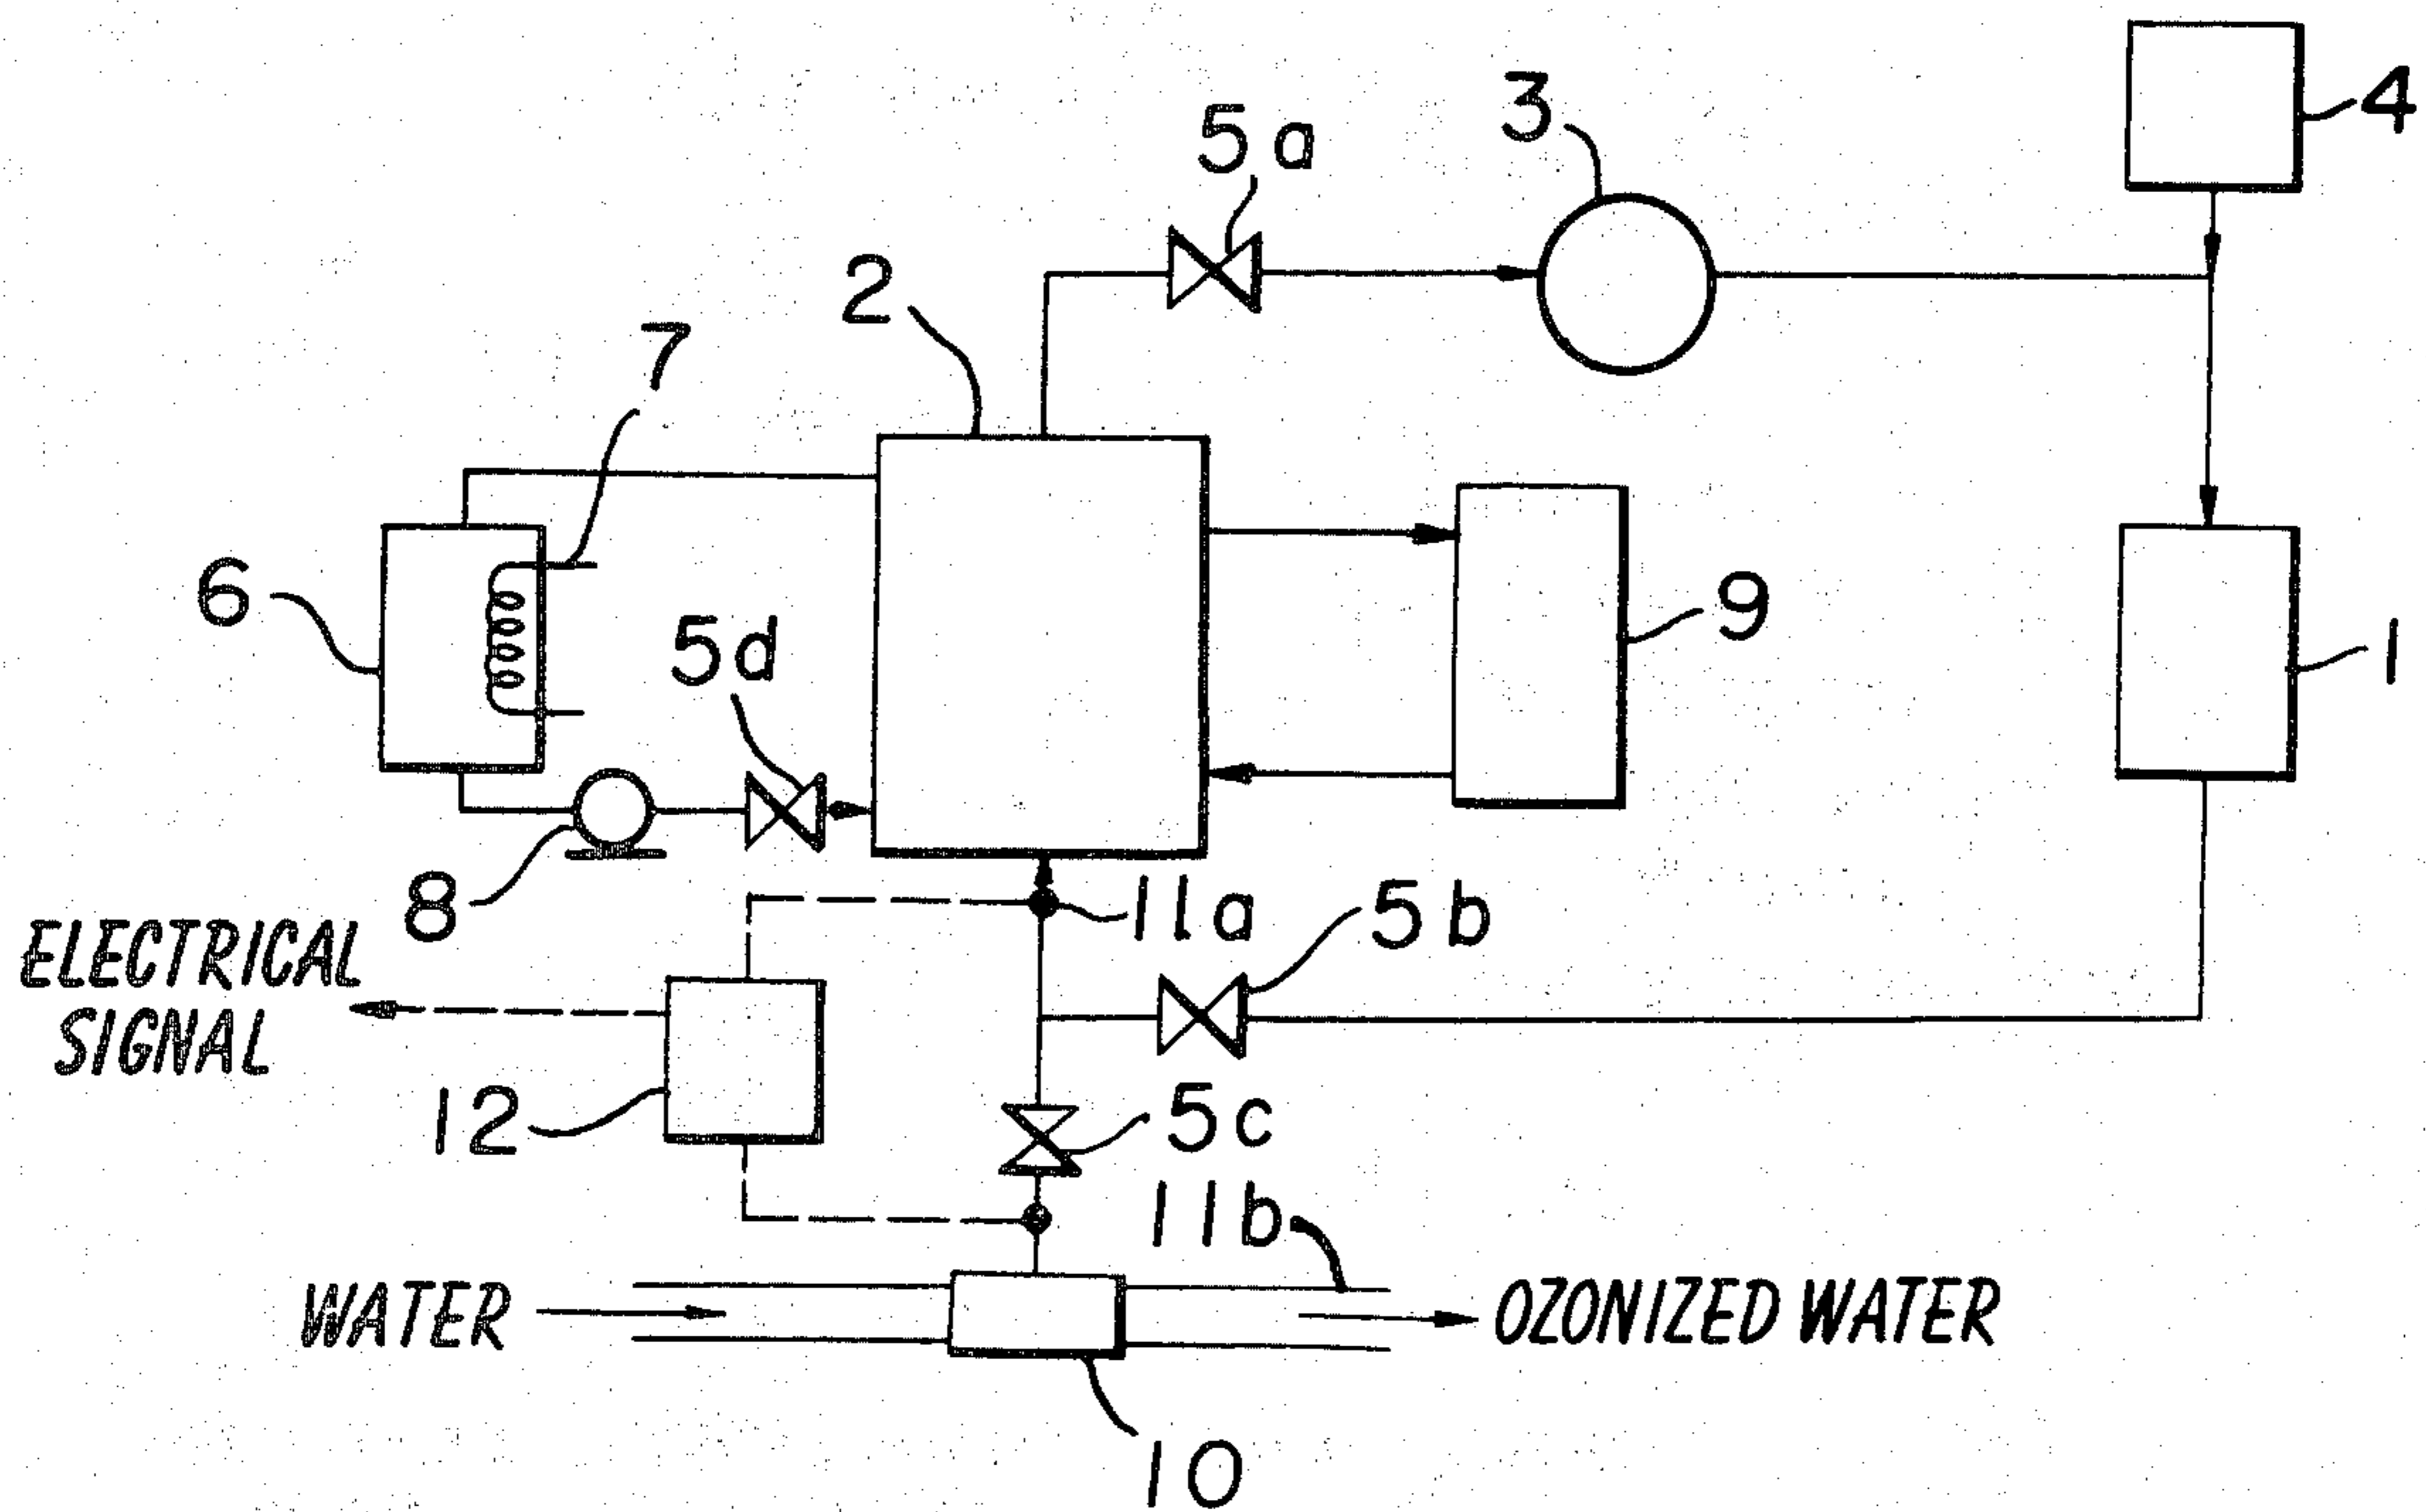 4
3
5a
2
7
6
9
5d
1
8
11a
5b
ELECTRICAL
SIGNAL
12
5c
11b
WATER
OZONIZED WATER
10